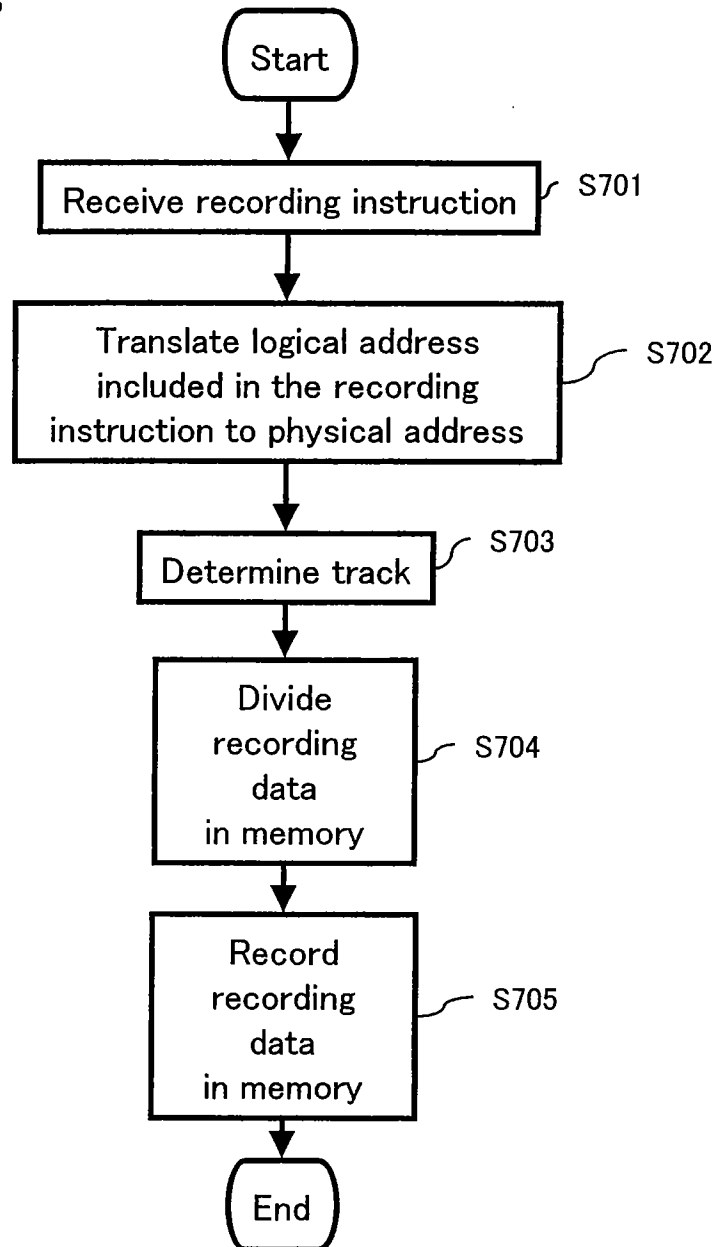 Start
Receive recording instruction
S701
Translate logical address
included in the recording
instruction to physical address
S702
Determine track
S703
Divide
recording
data
in memory
S704
Record
recording
data
in memory
S705
End